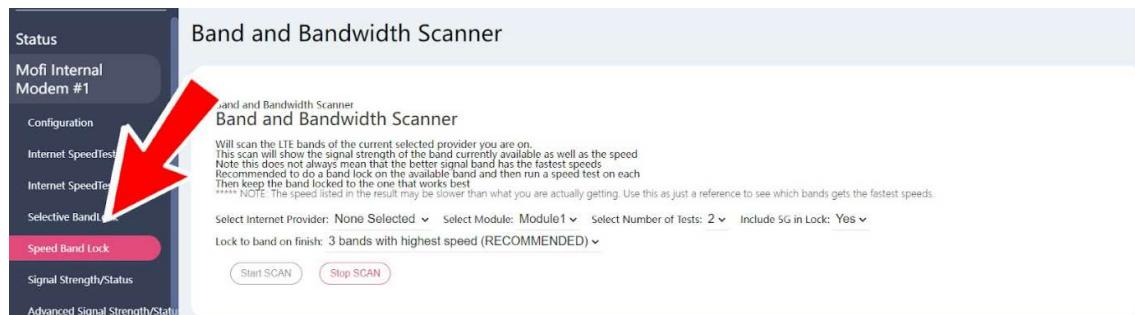 Status
Mofi Internal
Modem #1
Configuration
Internet SpeedTest
Internet
Selective
Speed Band Lock
Signal Strength/Status
Advanced Signal
Band and Bandwidth Scanner
Band and Bandwidth Scanner
Band and Bandwidth Scanner
Will scan the LTE bands of the current selected provider you are on.
This scan will show the signal strength of the band currently available as well as the speed
Note this does not always mean that the better signal band has the fastest speeds
Recommended to do a band lock on the available band and then run a speed test on each
Then keep the band locked to the one that works best
***** NOTE: The speed listed in the result may be slower than what you are actually getting. Use this as just a reference to see which bands gets the fastest speeds.
Select Internet Provider: None Selected Select Module: Module1 Select Number of Tests: 2 Include 5G in Lock: Yes
Lock to band on finish: 3 bands with highest speed (RECOMMENDED)
Start SCAN Stop SCAN